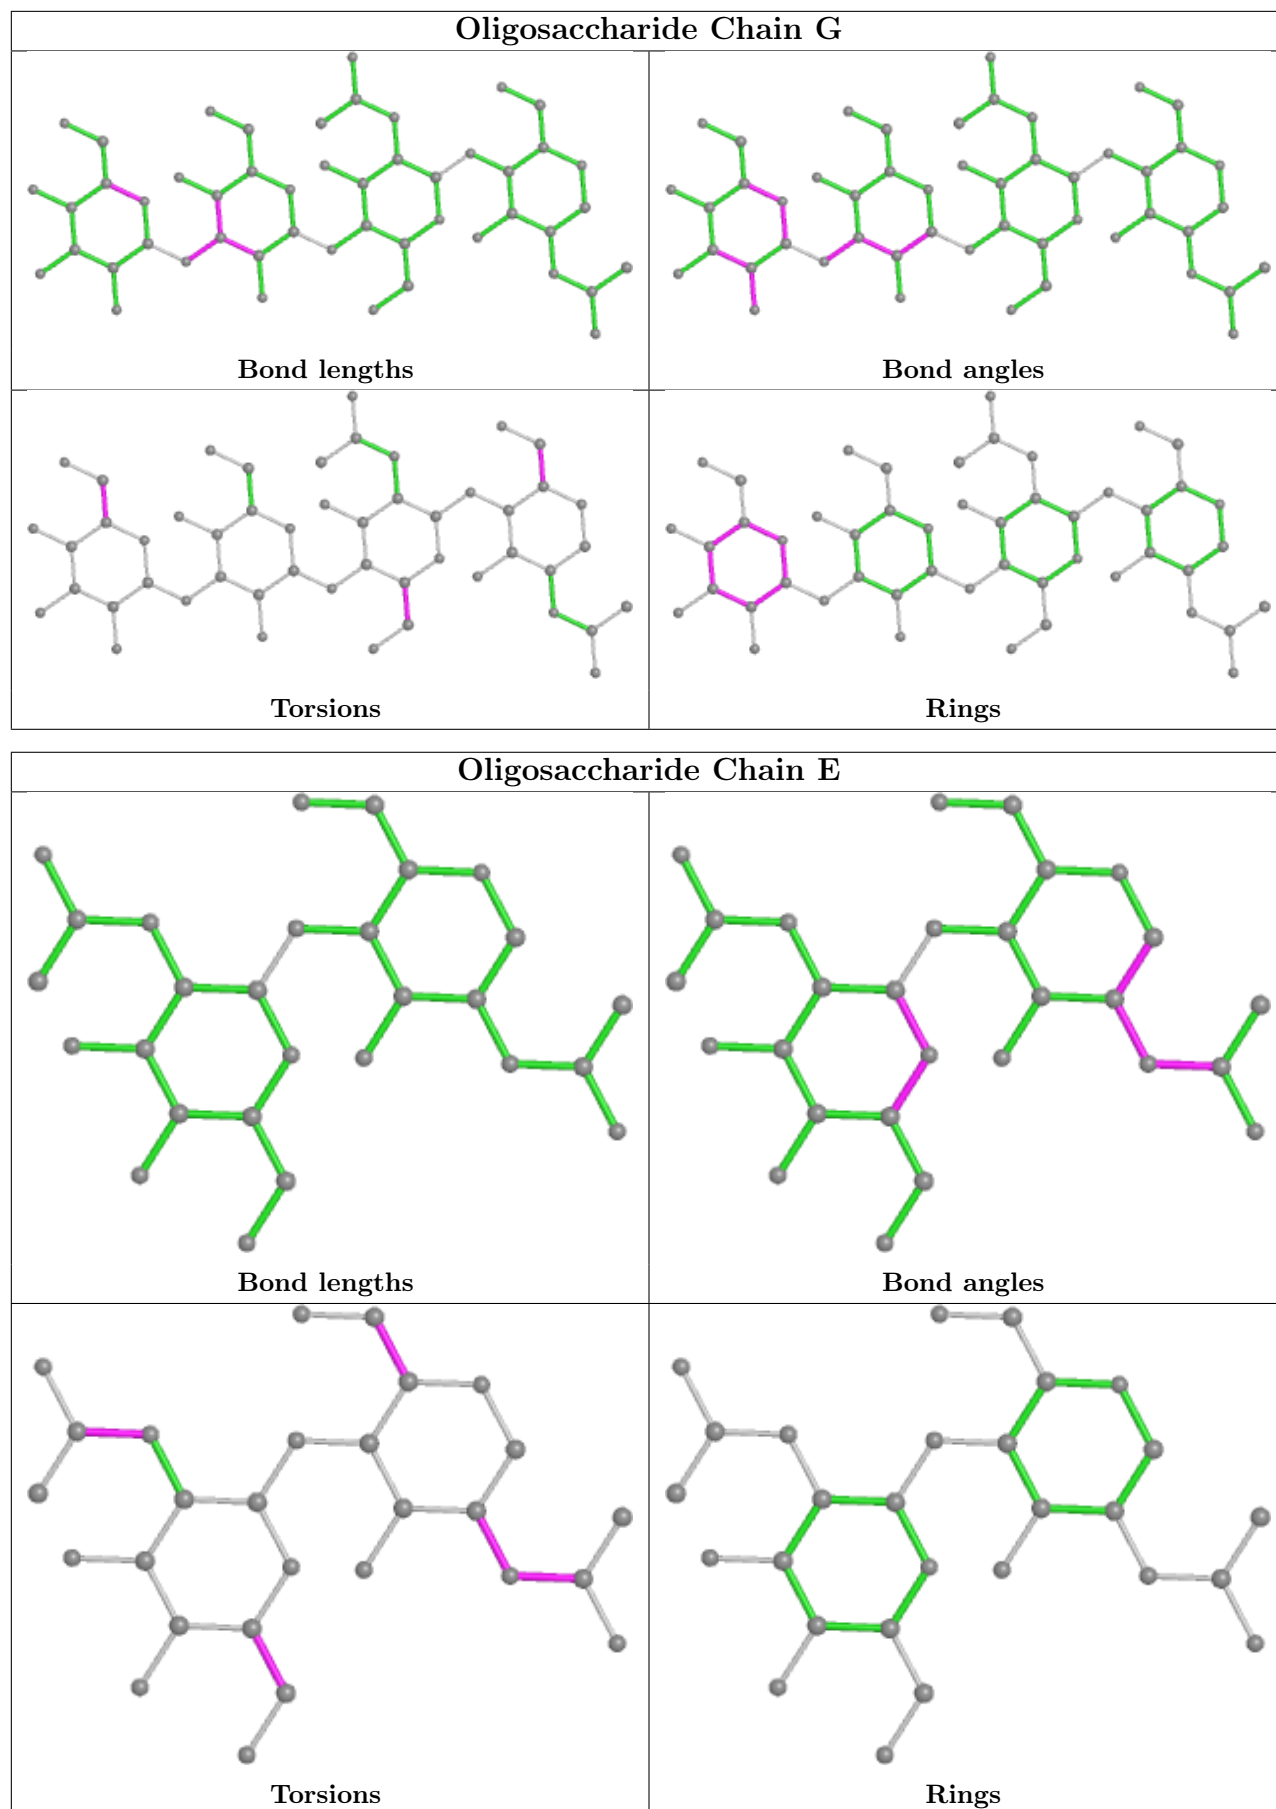 Oligosaccharide Chain G
Bond lengths
Bond angles
Torsions
Rings
Oligosaccharide Chain E
Bond lengths
Bond angles
Torsions
Rings